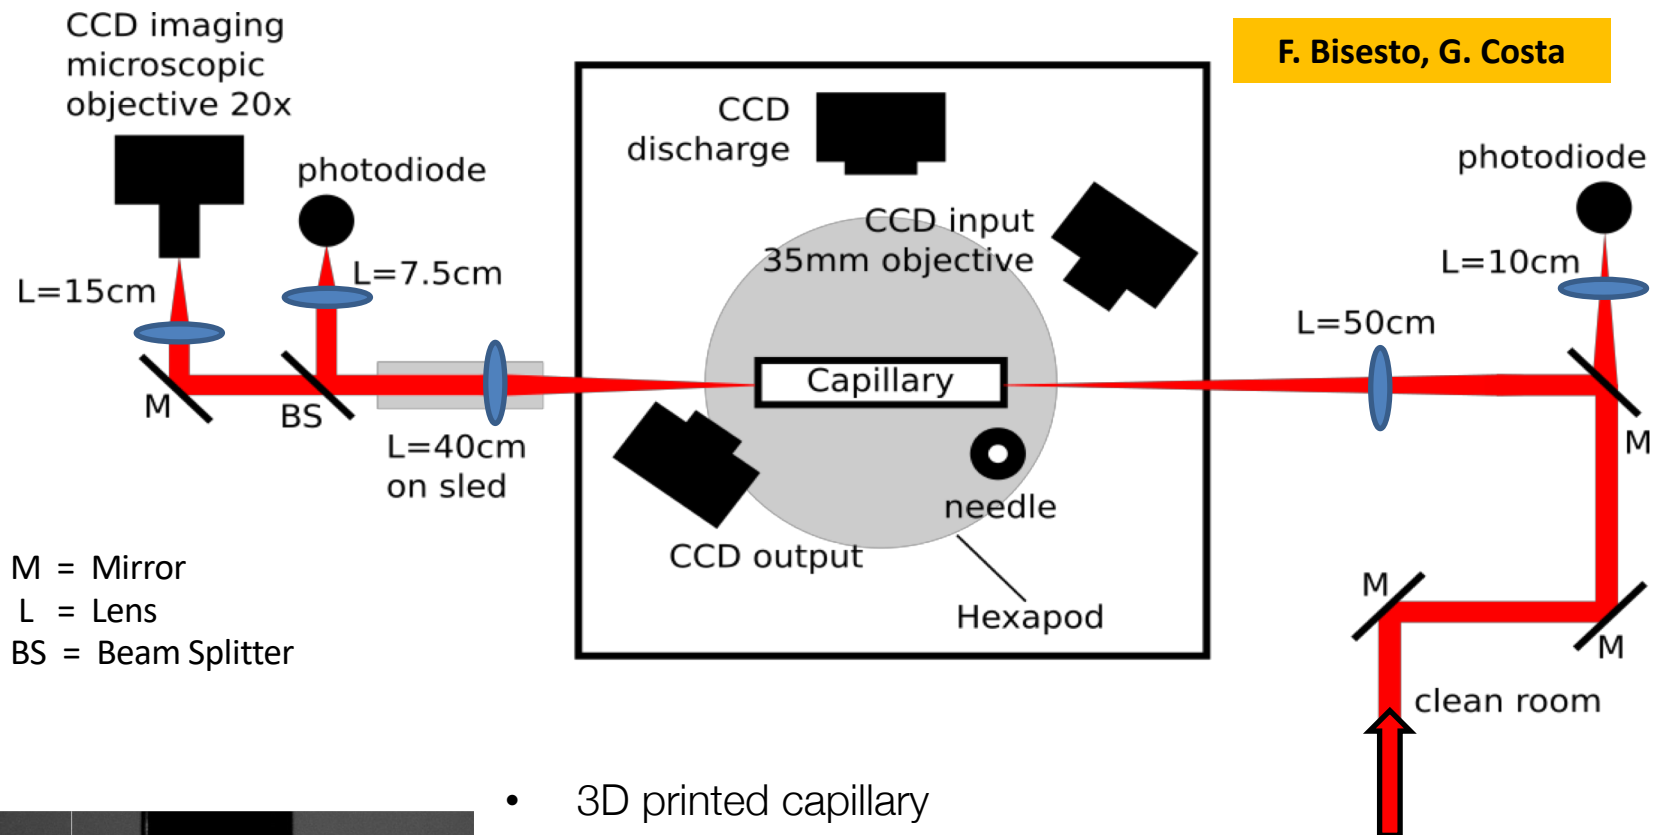 CCD imaging
microscopic
objective 20x
F. Bisesto, G. Costa
CCD
discharge
photodiode
photodiode
CCD input
35mm objective
L=15cm
L=7.5cm
L=10cm
L=50cm
Capillary
M
BS
M
L=40cm
on sled
needle
CCD output
Hexapod
M = Mirror
L = Lens
BS = Beam Splitter
M
M
clean room
• 3D printed capillary